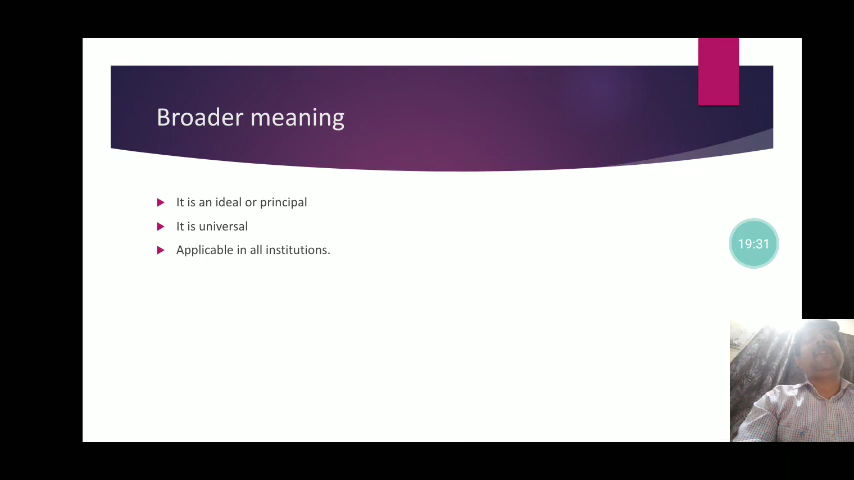 Broader meaning
It is an ideal or principal
It is universal
Applicable in all institutions.
19:31